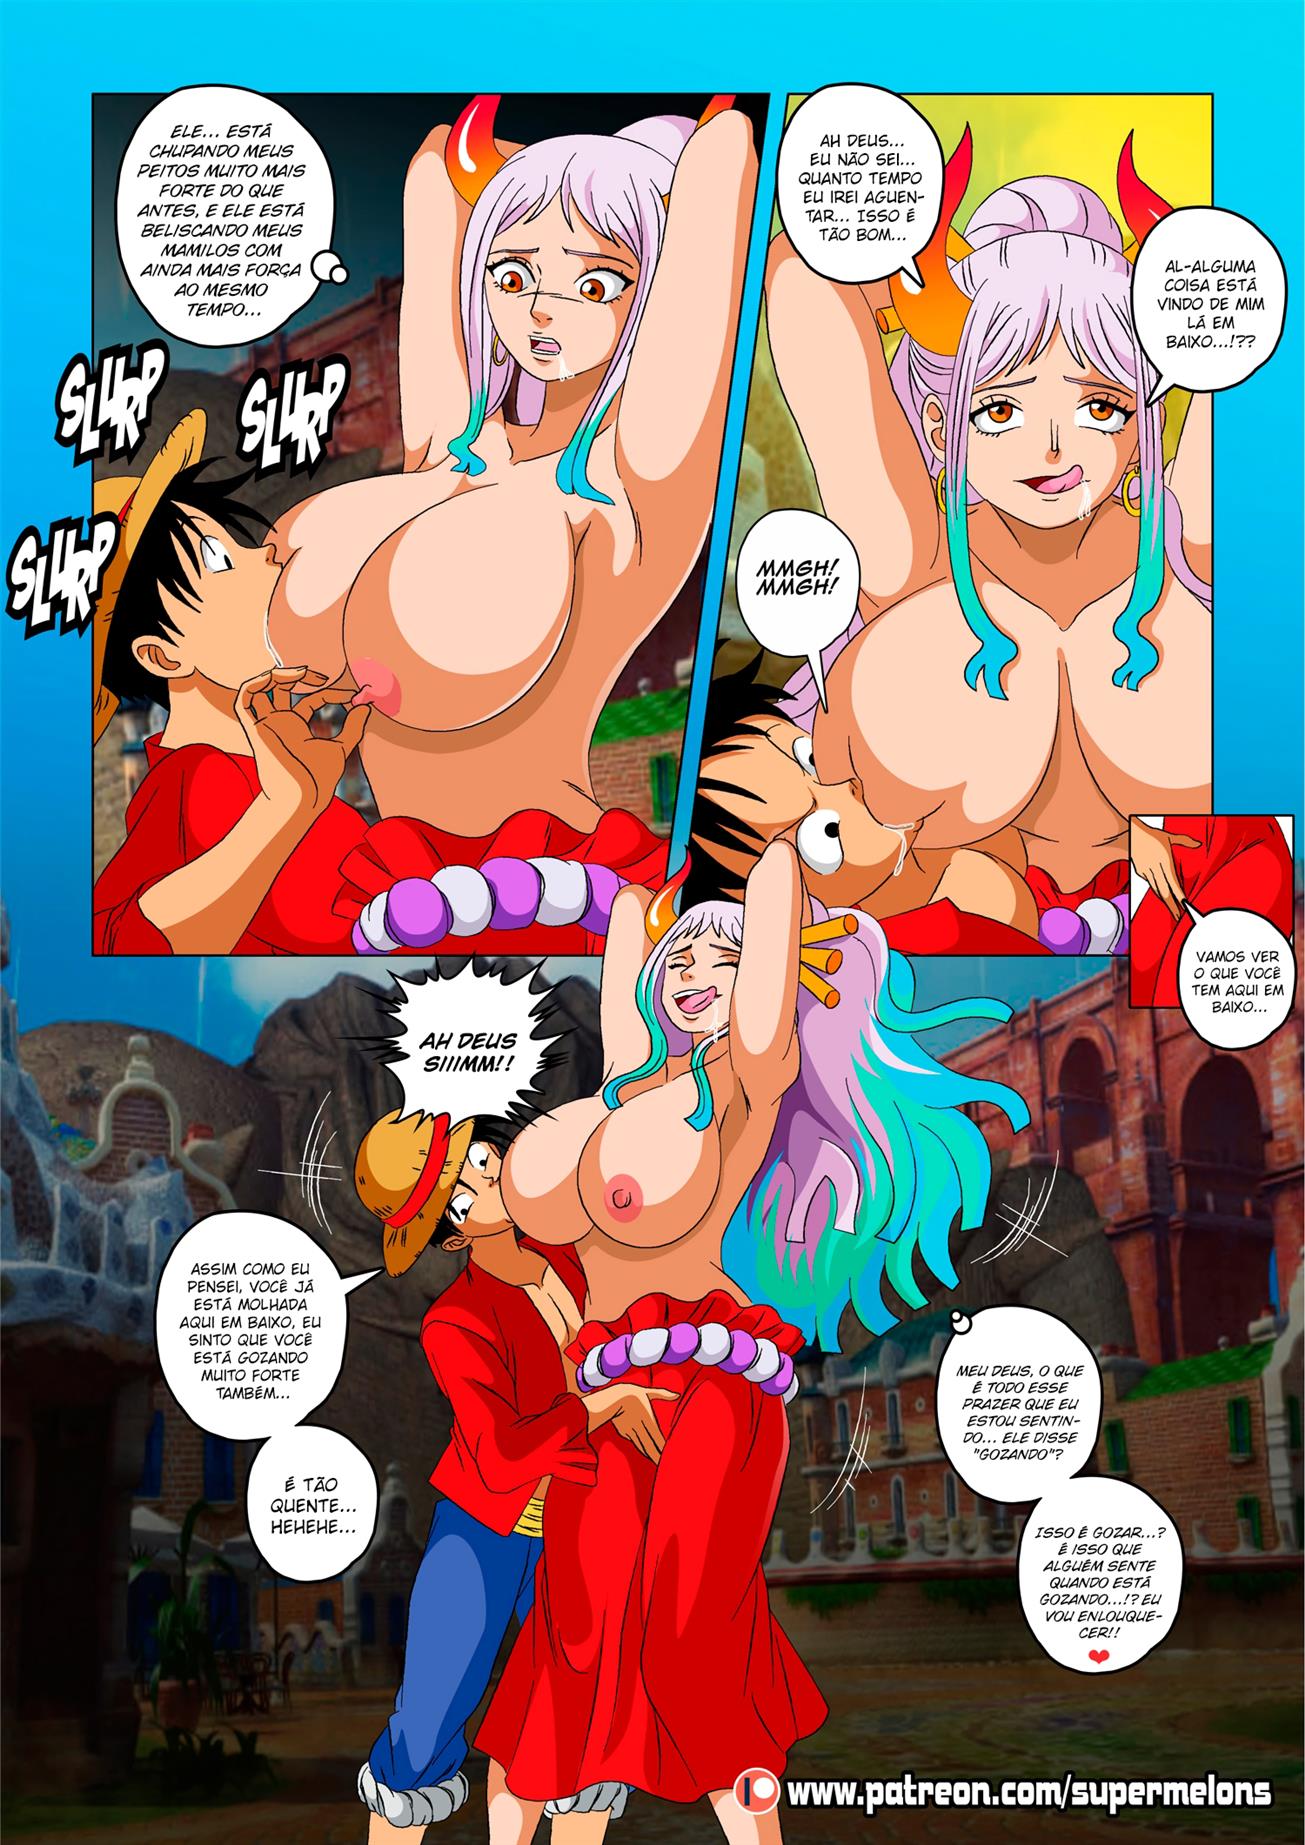 ELE... ESTÁ
CHUPANDO MEUS
PEITOS MUITO MAIS
FORTE DO QUE
ANTES, E ELE ESTÁ
BELISCANDO MEUS
MAMILOS COM
AINDA MAIS FORÇA
AO MESMO
TEMPO...
SLURP
SLURP
SLURP
AH DEUS...
EU NÃO SEI...
QUANTO TEMPO
EU IREI AGUEN-
TAR... ISSO É
TÃO BOM...
AL-ALGUMA
COISA ESTÁ
VINDO DE MIM
LÁ EM
BAIXO...!??
MMGH!
MMGH!
VAMOS VER
O QUE VOCÊ
TEM AQUI EM
BAIXO...
AH DEUS
SIIIMM!!
ASSIM COMO EU
PENSEI, VOCÊ JÁ
ESTÁ MOLHADA
AQUI EM BAIXO, EU
SINTO QUE VOCÊ
ESTÁ GOZANDO
MUITO FORTE
TAMBÉM...
É TÃO
QUENTE...
HEHEHE...
MEU DEUS, O QUE
É TODO ESSE
PRAZER QUE EU
ESTOU SENTIN-
DO... ELE DISSE
"GOZANDO"?
ISSO É GOZAR...?
É ISSO QUE
ALGUÉM SENTE
QUANDO ESTÁ
GOZANDO...!? EU
VOU ENLOUQUE-
CER!!
www.patreon.com/supermelons